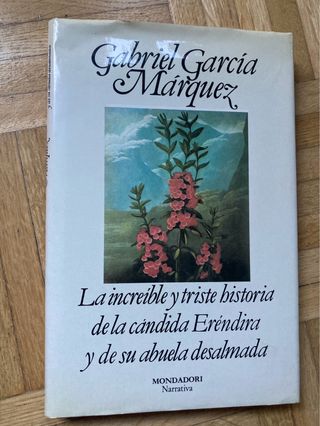 Gabriel García
Márquez
La increíble y triste historia
de la cándida Eréndira
y de su abuela desalmada
MONDADORI
Narrativa